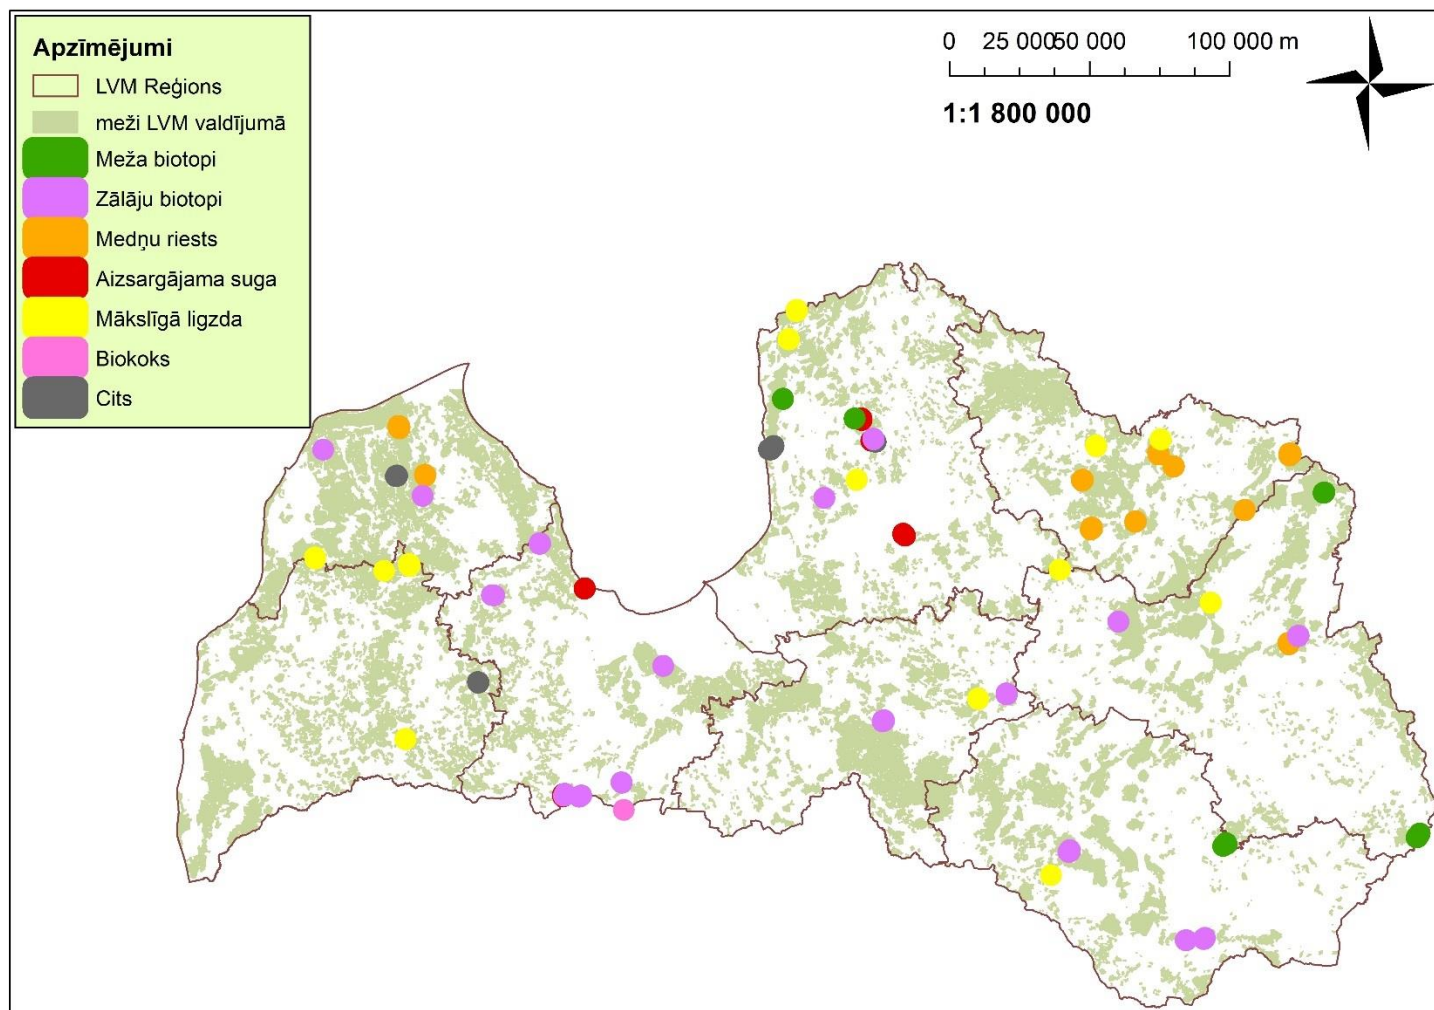 Apzīmējumi
LVM Reģions
meži LVM valdījumā
Meža biotopi
Zālāju biotopi
Medņu riests
Aizsargājama suga
Mākslīgā ligzda
Biokoks
Cits
0 25 000 50 000 100 000 m
1:1 800 000